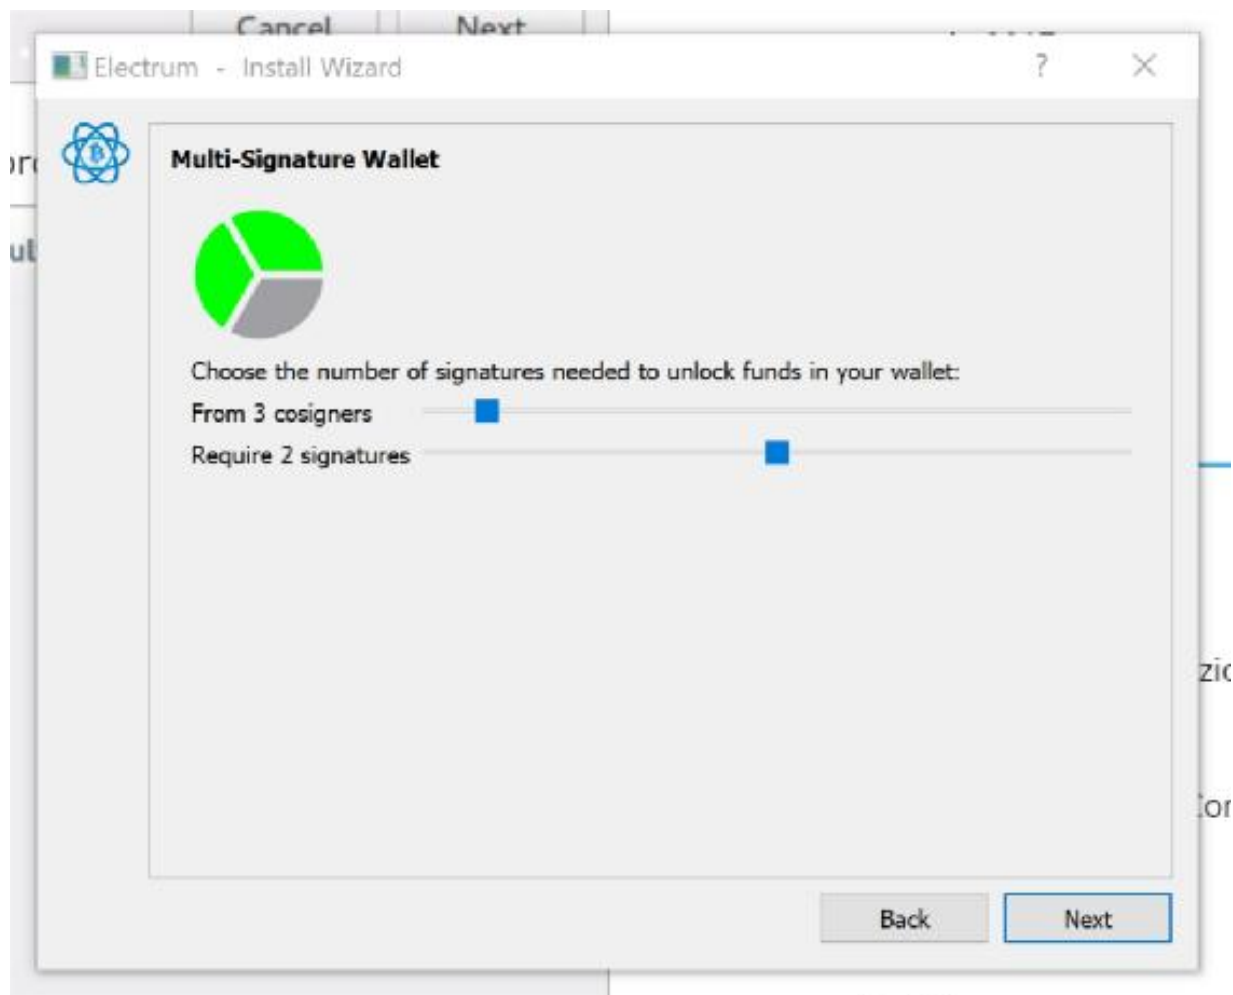 Cancel Next
Electrum - Install Wizard
?
Multi-Signature Wallet
Choose the number of signatures needed to unlock funds in your wallet:
From 3 cosigners
Require 2 signatures
Back Next